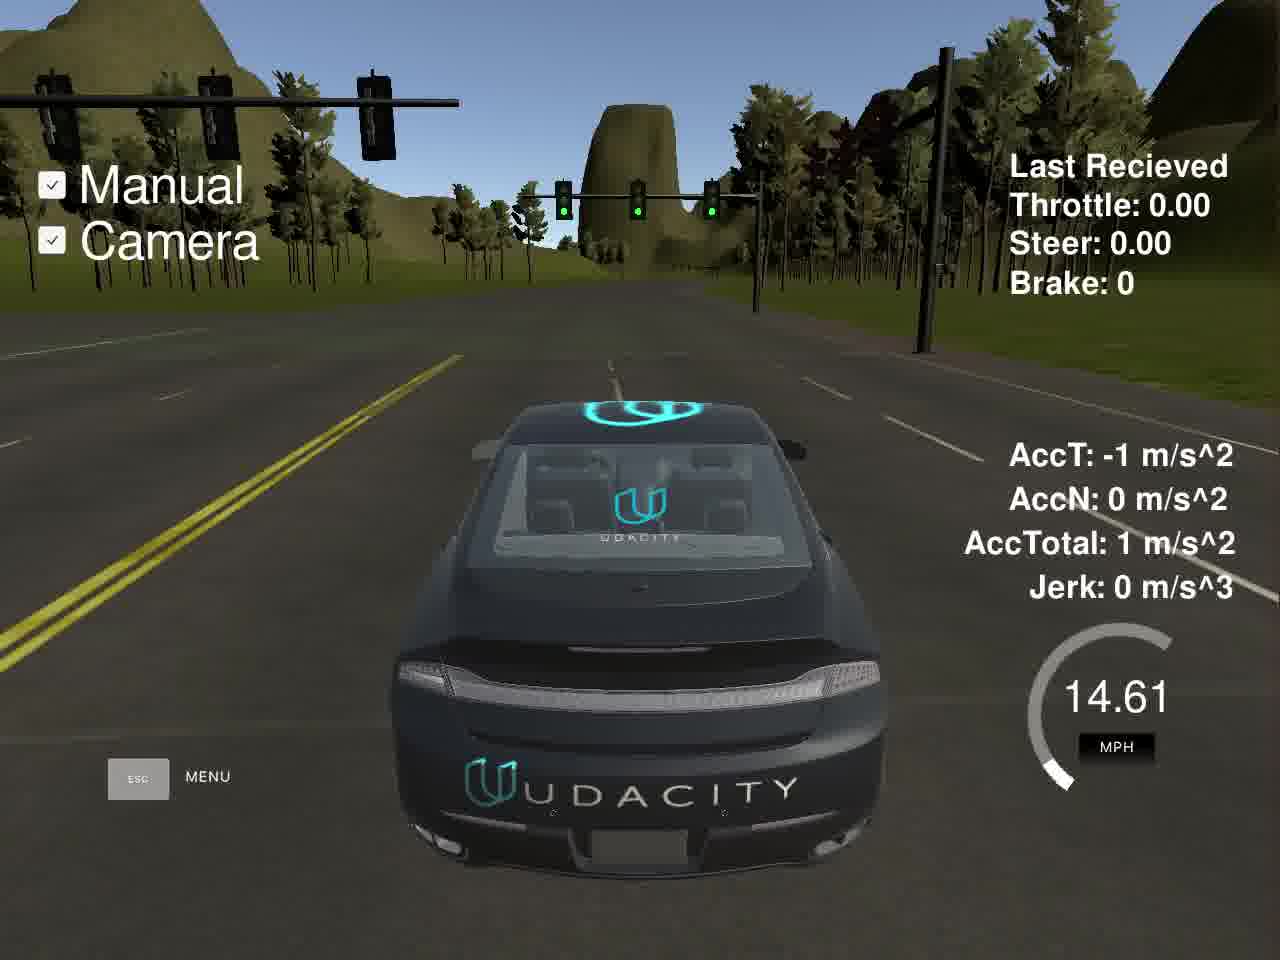 Manual
Camera
Last Recieved
Throttle: 0.00
Steer: 0.00
Brake: 0
AccT: -1 m/s^2
AccN: 0 m/s^2
AccTotal: 1 m/s^2
Jerk: 0 m/s^3
UDACITY
14.61
MPH
ESC
MENU
UDACITY